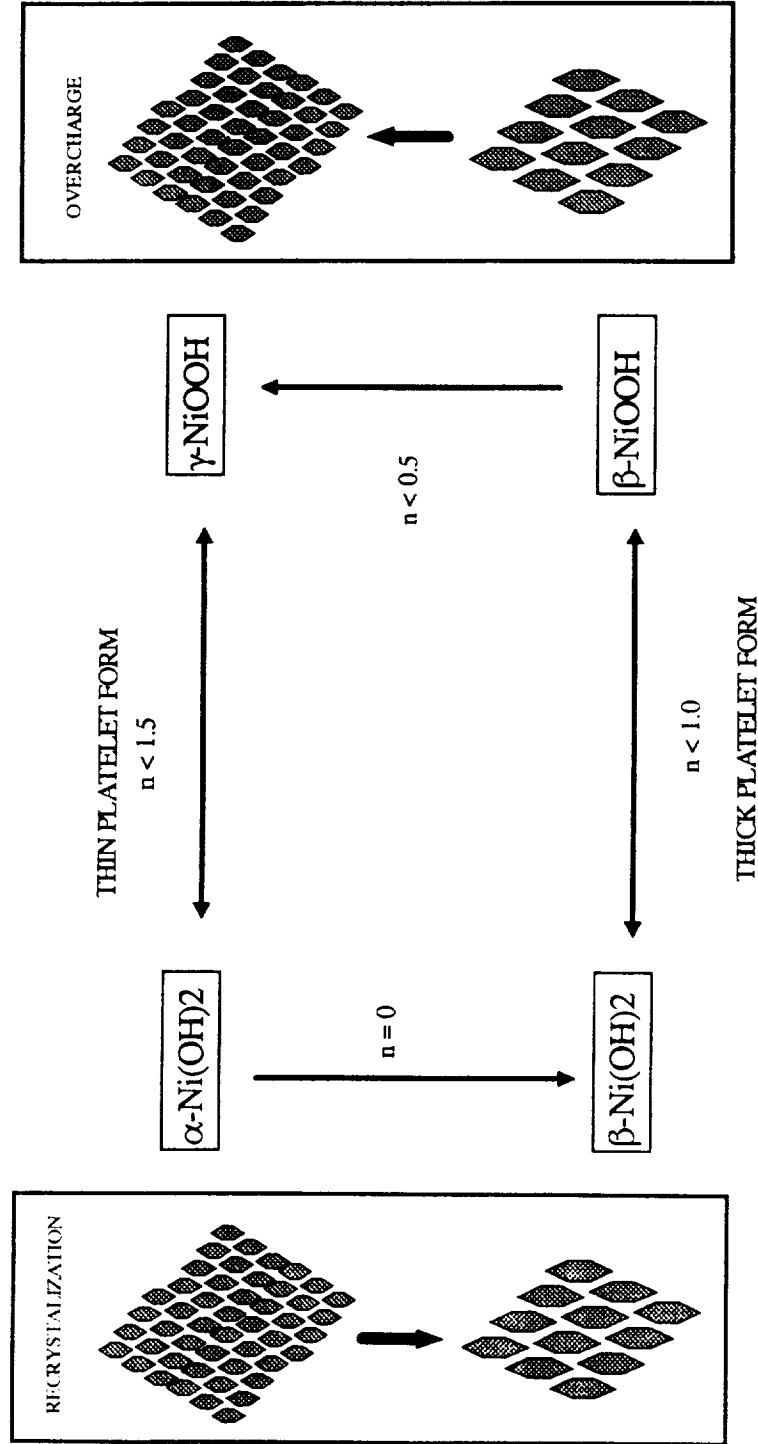 RECRYSTALIZATION
THIN PLATELET FORM
n < 1.5
OVERCHARGE
α-Ni(OH)2
γ-NiOOH
n = 0
n < 0.5
β-Ni(OH)2
β-NiOOH
n < 1.0
THICK PLATELET FORM